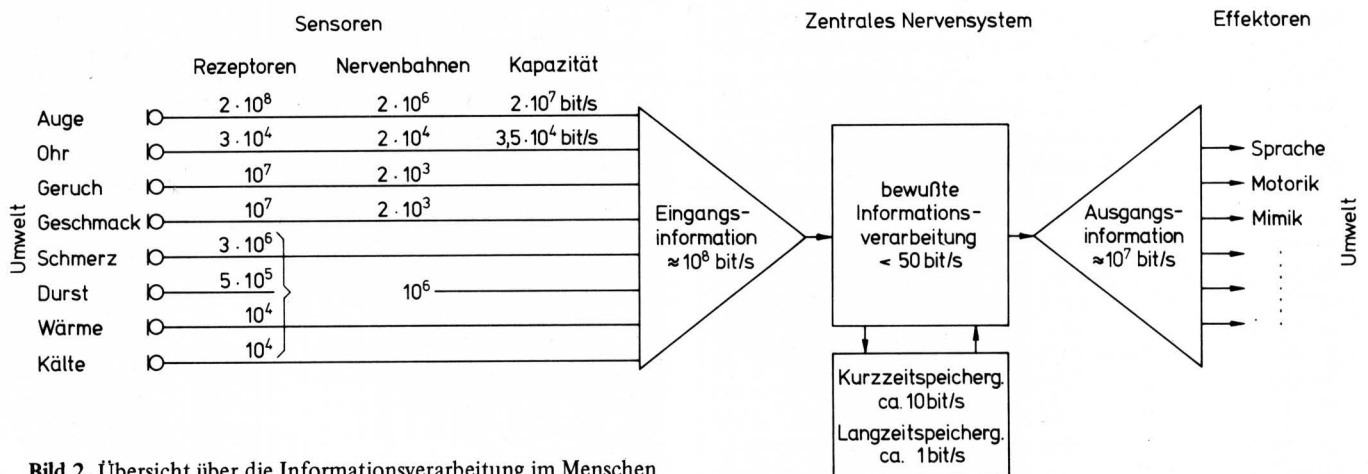 Sensoren
Zentrales Nervensystem
Effektoren
Rezeptoren Nervenbahnen Kapazität
Umwelt
Auge 2 · 10⁸ 2 · 10⁶ 2 · 10⁷ bit/s
Ohr 3 · 10⁴ 2 · 10⁴ 3,5 · 10⁴ bit/s
Geruch 10⁷ 2 · 10³
Geschmack 10⁷ 2 · 10³
Schmerz 3 · 10⁶
Durst 5 · 10⁵ 10⁶
Wärme 10⁴
Kälte 10⁴
Eingangs-
information
≈10⁸ bit/s
bewußte
Informations-
verarbeitung
< 50 bit/s
Kurzzeitspeicherg.
ca. 10 bit/s
Langzeitspeicherg.
ca. 1 bit/s
Ausgangs-
information
≈10⁷ bit/s
Sprache
Motorik
Mimik
Umwelt
Bild 2. Übersicht über die Informationsverarbeitung im Menschen